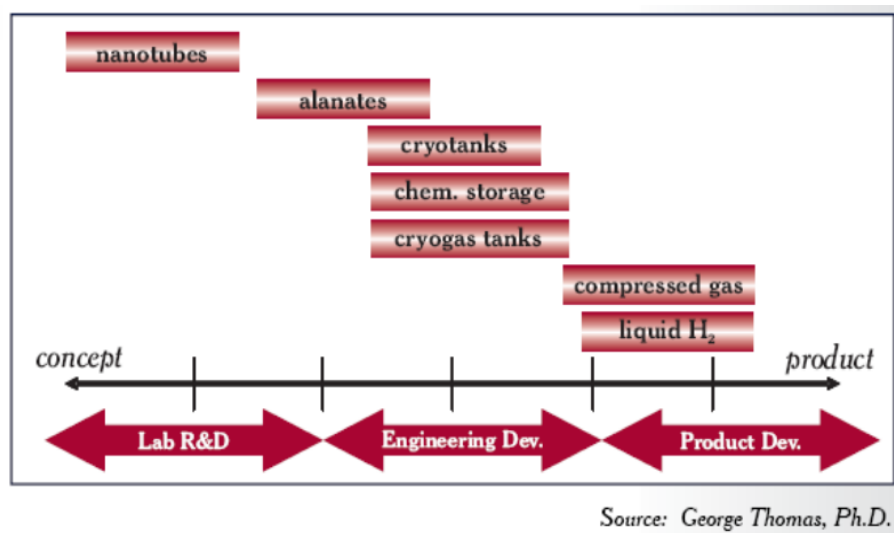 nanotubes
alanates
cryotanks
chem. storage
cryogas tanks
compressed gas
liquid H₂
concept
product
Lab R&D
Engineering Dev.
Product Dev.
Source: George Thomas, Ph.D.